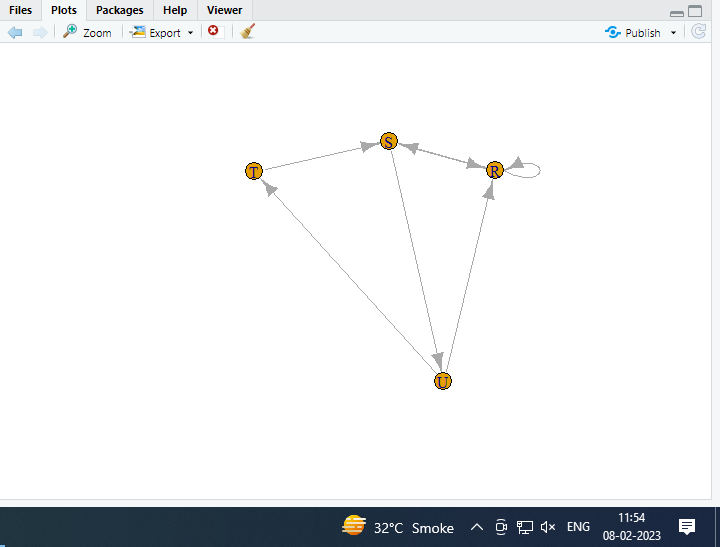 Files Plots Packages Help Viewer
Zoom Export Publish
S
T
R
U
32°C Smoke ENG 11:54
08-02-2023